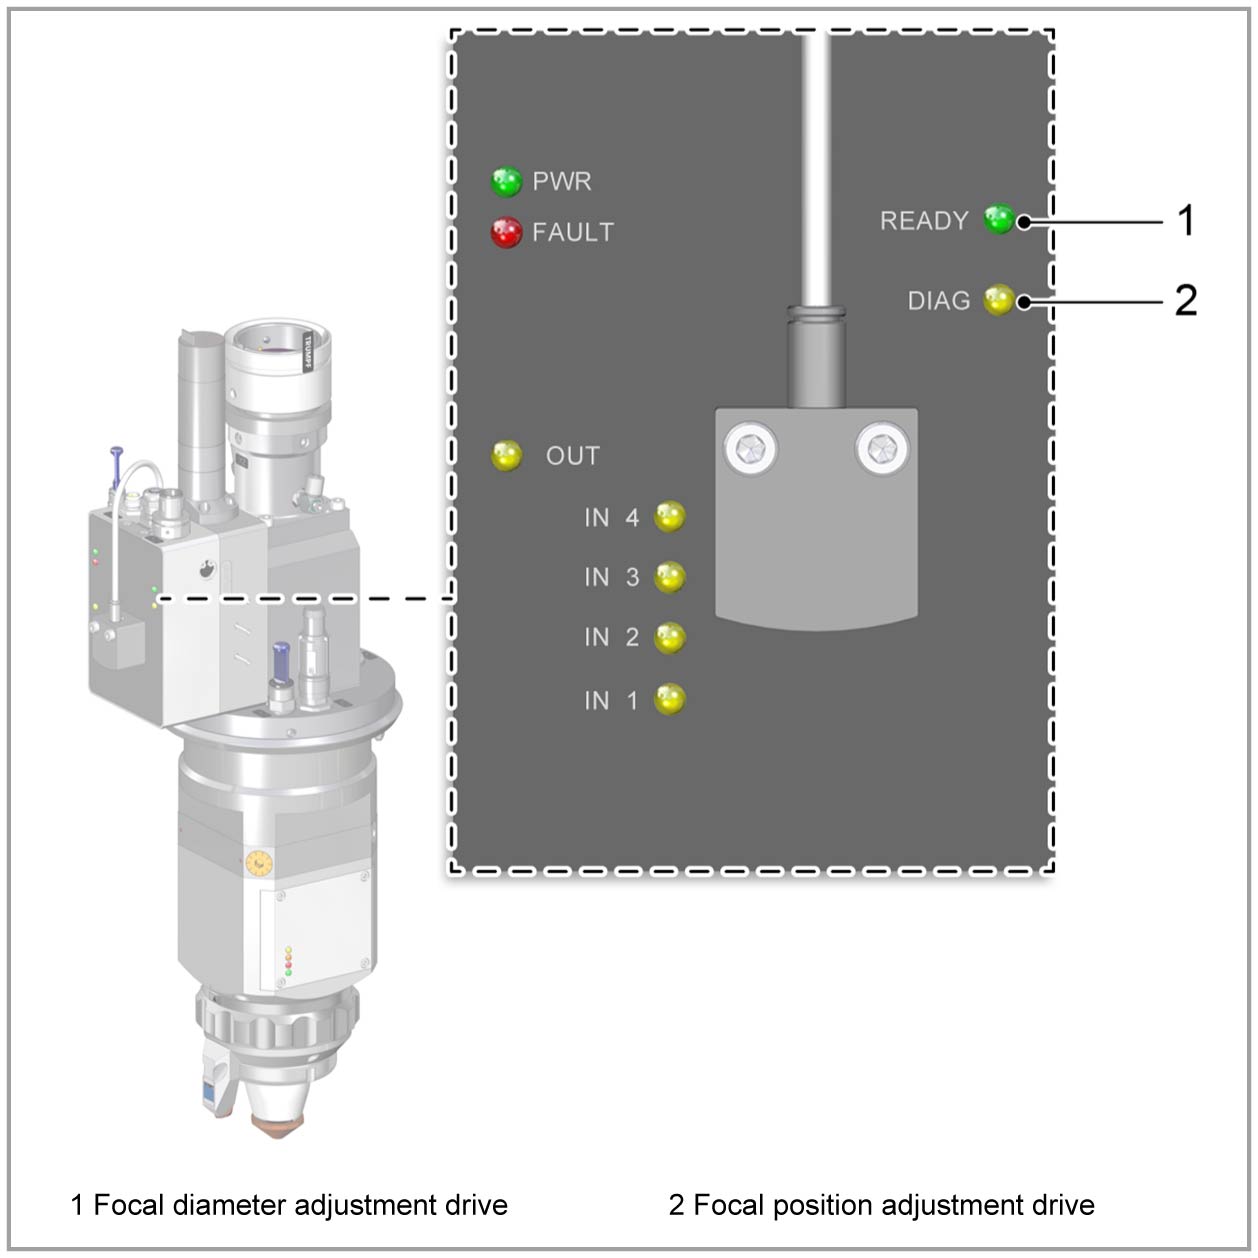 PWR
FAULT
READY 1
DIAG 2
TRUMPF
OUT
IN 4
IN 3
IN 2
IN 1
1 Focal diameter adjustment drive
2 Focal position adjustment drive